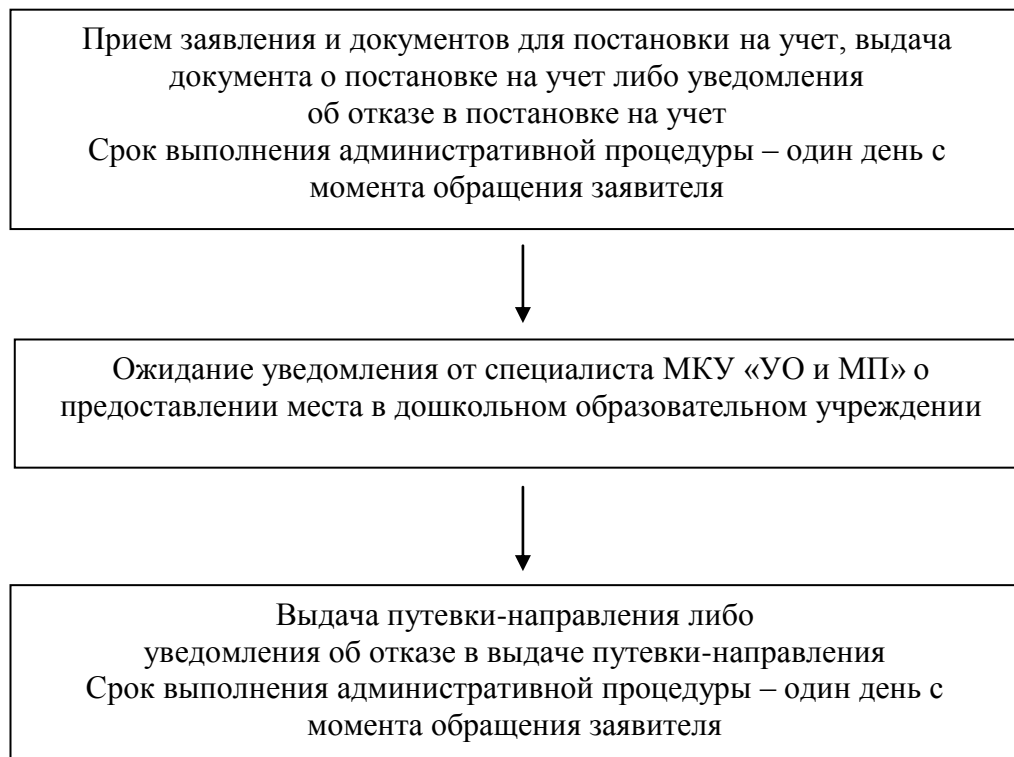 Прием заявления и документов для постановки на учет, выдача
документа о постановке на учет либо уведомления
об отказе в постановке на учет
Срок выполнения административной процедуры – один день с
момента обращения заявителя
Ожидание уведомления от специалиста МКУ «УО и МП» о
предоставлении места в дошкольном образовательном учреждении
Выдача путевки-направления либо
уведомления об отказе в выдаче путевки-направления
Срок выполнения административной процедуры – один день с
момента обращения заявителя